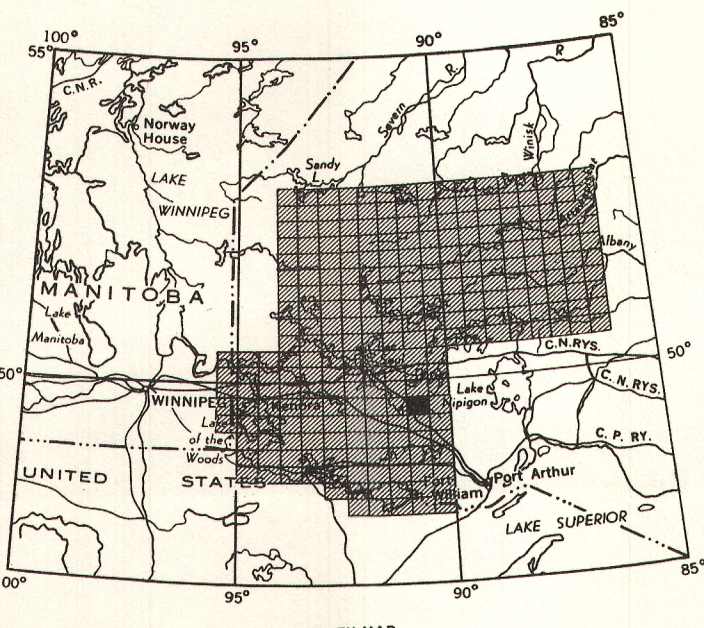 100°
95°
90°
85°
55°
C.N.R.
Norway
House
R.
R
Severn
Winisk
Sandy
L.
LAKE
WINNIPEG
Albany
MANITOBA
Lake
Manitoba
C.N.RYS.
50°
50°
C.N.RYS.
WINNIPEG
Kenora
Lake
Nipigon
Lake
of the
Woods
C.P. RY.
UNITED
STATES
Fort
William
Port Arthur
LAKE SUPERIOR
00°
95°
90°
85°